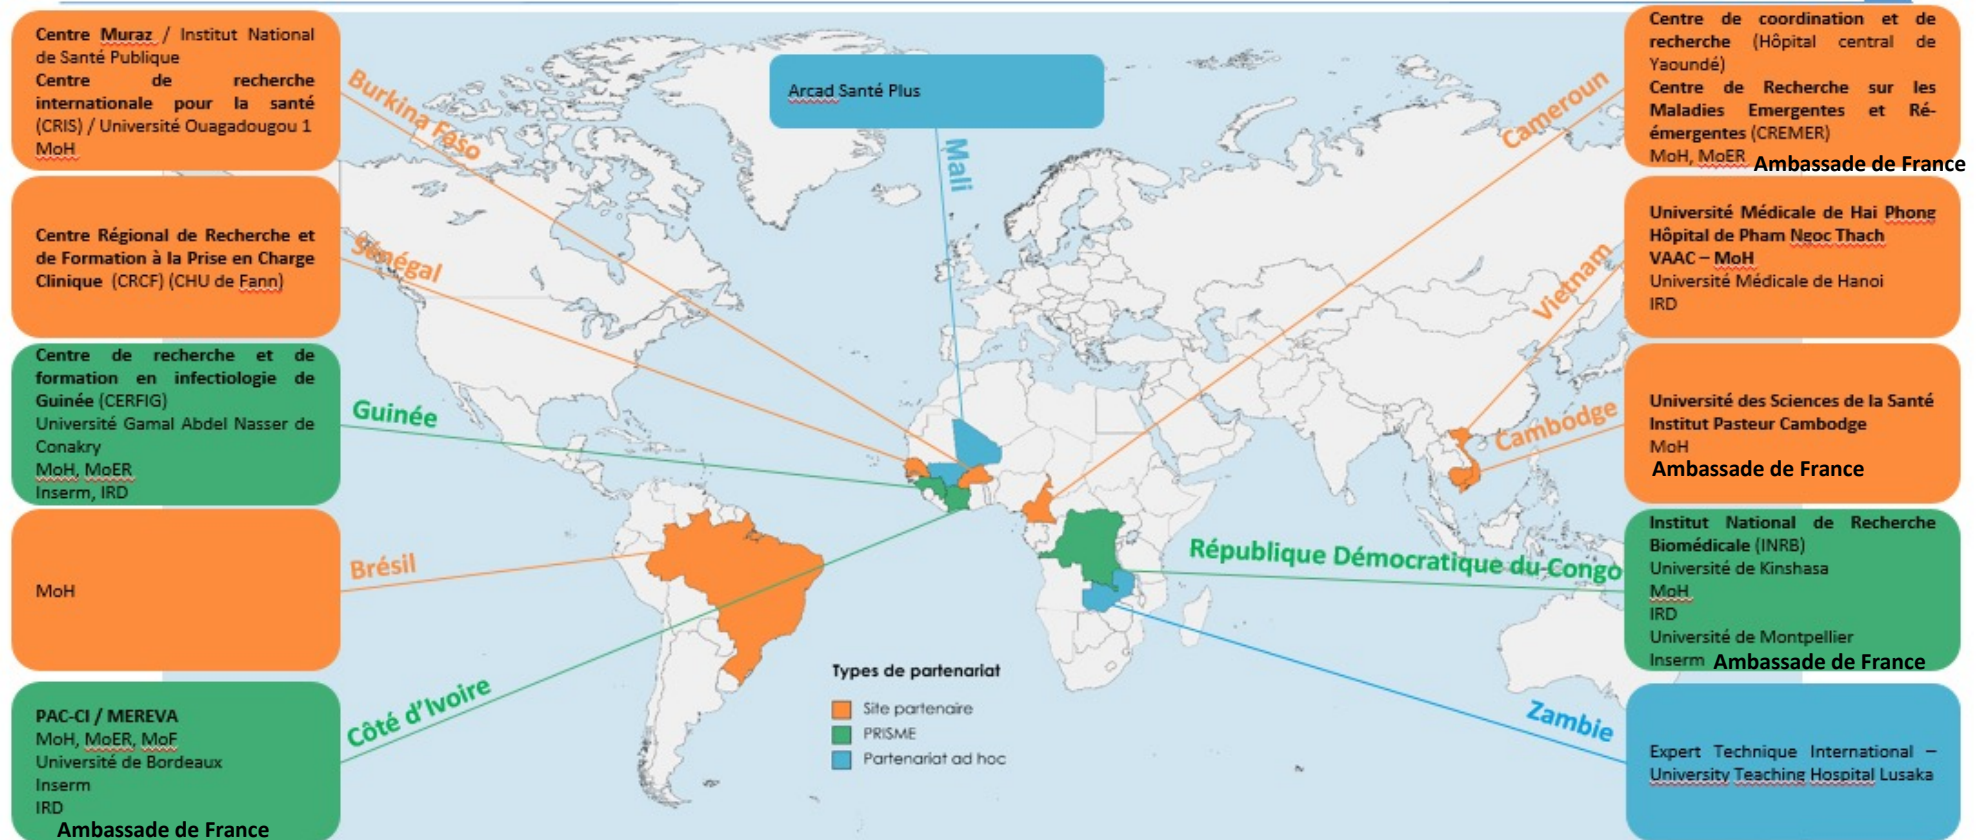 Centre Muraz / Institut National
de Santé Publique
Centre de recherche
internationale pour la santé
(CRIS) / Université Ouagadougou 1
MoH
Burkina Faso
Centre Régional de Recherche et
de Formation à la Prise en Charge
Clinique (CRCF) (CHU de Fann)
Sénégal
Centre de recherche et de
formation en infectiologie de
Guinée (CERFIG)
Université Gamal Abdel Nasser de
Conakry
MoH, MoER
Inserm, IRD
Guinée
MoH
Brésil
PAC-CI / MEREVA
MoH, MoER, MoF
Université de Bordeaux
Inserm
IRD
Ambassade de France
Côté d’Ivoire
Arcad Santé Plus
Mali
Types de partenariat
Site partenaire
PRISME
Partenariat ad hoc
Cameroun
Centre de coordination et de
recherche (Hôpital central de
Yaoundé)
Centre de Recherche sur les
Maladies Emergentes et Ré-
émergentes (CREMER)
MoH, MoER Ambassade de France
Vietnam
Université Médicale de Hai Phong
Hôpital de Pham Ngoc Thach
VAAC – MoH
Université Médicale de Hanoi
IRD
Cambodge
Université des Sciences de la Santé
Institut Pasteur Cambodge
MoH
Ambassade de France
République Démocratique du Congo
Institut National de Recherche
Biomédicale (INRB)
Université de Kinshasa
MoH
IRD
Université de Montpellier
Inserm Ambassade de France
Zambie
Expert Technique International –
University Teaching Hospital Lusaka